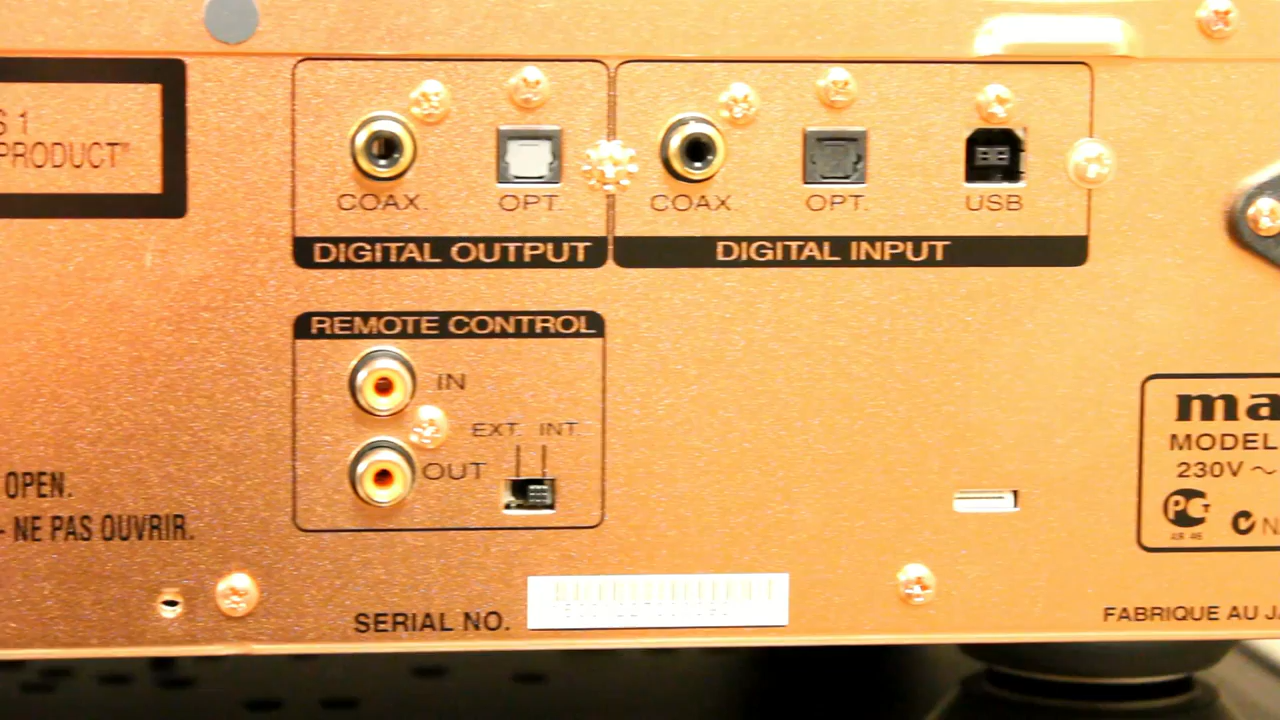 S 1
PRODUCT"
COAX.
OPT.
COAX.
OPT.
USB
DIGITAL OUTPUT
DIGITAL INPUT
REMOTE CONTROL
IN
EXT. INT.
OUT
OPEN.
- NE PAS OUVRIR.
SERIAL NO.
ma
MODEL
230V ~
PG
N
FABRIQUE AU J